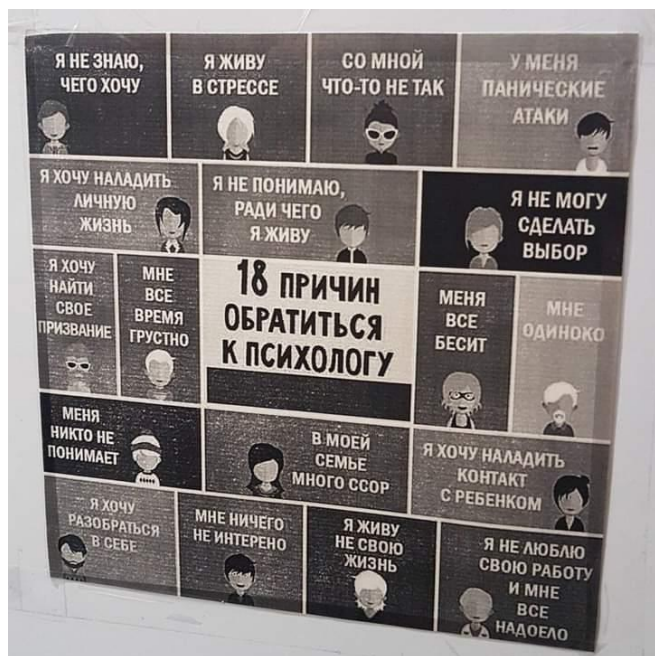 Я НЕ ЗНАЮ,
ЧЕГО ХОЧУ
Я ЖИВУ
В СТРЕССЕ
СО МНОЙ
ЧТО-ТО НЕ ТАК
У МЕНЯ
ПАНИЧЕСКИЕ
АТАКИ
Я ХОЧУ НАЛАДИТЬ
ЛИЧНУЮ
ЖИЗНЬ
Я НЕ ПОНИМАЮ,
РАДИ ЧЕГО
Я ЖИВУ
Я НЕ МОГУ
СДЕЛАТЬ
ВЫБОР
Я ХОЧУ
НАЙТИ
СВОЕ
ПРИЗВАНИЕ
МНЕ
ВСЕ
ВРЕМЯ
ГРУСТНО
18 ПРИЧИН
ОБРАТИТЬСЯ
К ПСИХОЛОГУ
МЕНЯ
ВСЕ
БЕСИТ
МНЕ
ОДИНОКО
МЕНЯ
НИКТО НЕ
ПОНИМАЕТ
В МОЕЙ
СЕМЬЕ
МНОГО ССОР
Я ХОЧУ НАЛАДИТЬ
КОНТАКТ
С РЕБЕНКОМ
Я ХОЧУ
РАЗОБРАТЬСЯ
В СЕБЕ
МНЕ НИЧЕГО
НЕ ИНТЕРЕНО
Я ЖИВУ
НЕ СВОЮ
ЖИЗНЬ
Я НЕ ЛЮБЛЮ
СВОЮ РАБОТУ
И МНЕ
ВСЕ
НАДОЕЛО